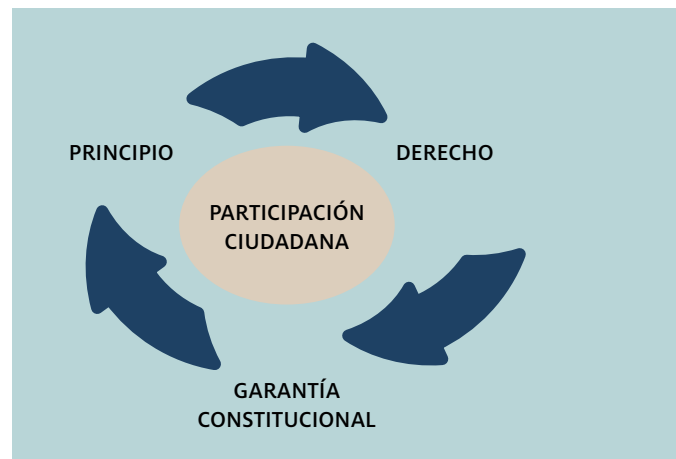 PRINCIPIO
DERECHO
PARTICIPACIÓN
CIUDADANA
GARANTÍA
CONSTITUCIONAL